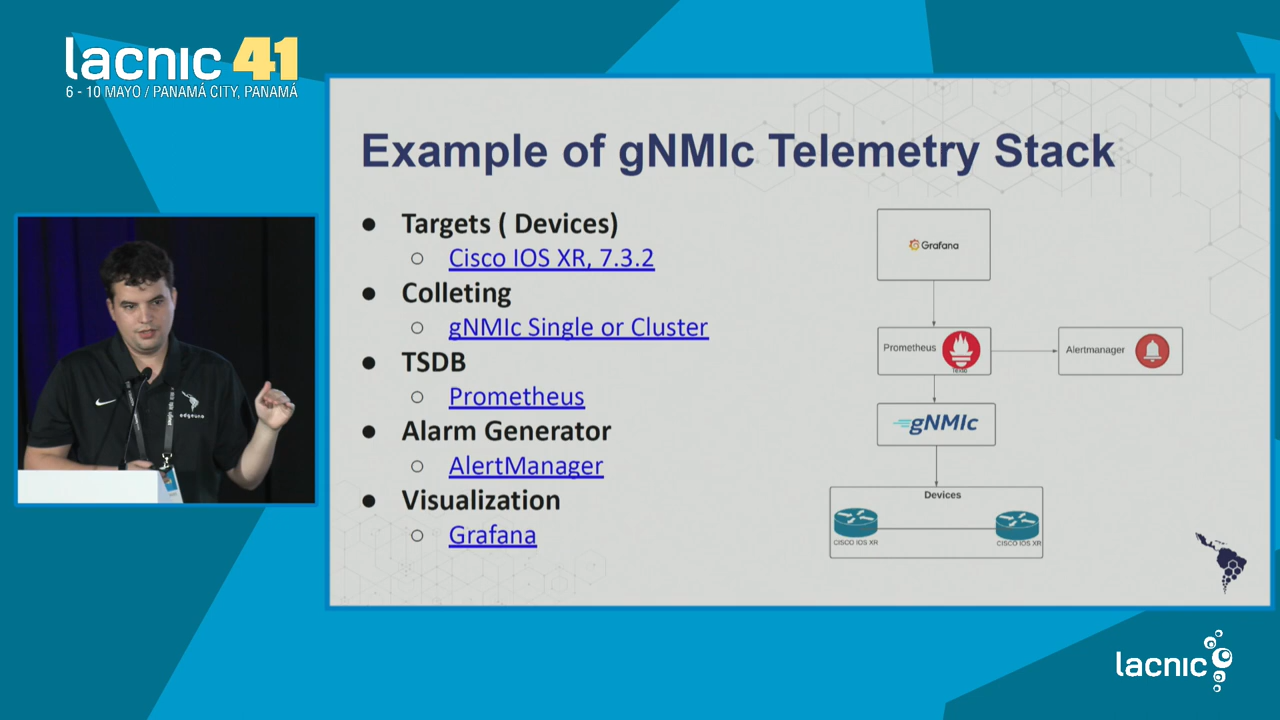 lacnic 41
6 - 10 MAYO / PANAMÁ CITY, PANAMÁ
Example of gNMIc Telemetry Stack
● Targets ( Devices)
○ Cisco IOS XR, 7.3.2
● Colleting
○ gNMIc Single or Cluster
● TSDB
○ Prometheus
● Alarm Generator
○ AlertManager
● Visualization
○ Grafana
Grafana
Prometheus
Alertmanager
gNMIc
Devices
CISCO IOS XR
CISCO IOS XR
edgeuno
lacnic